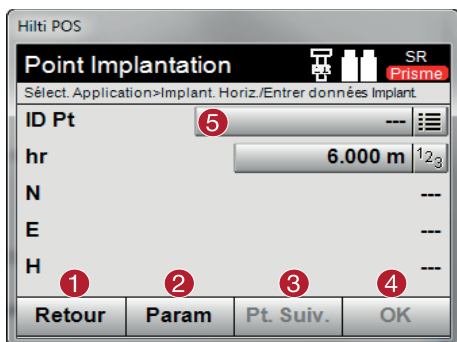 Hilti POS
Point Implantation
SR
Prisme
Sélect. Application>Implant. Horiz./Entrer données Implant.
ID Pt 5 ---
hr 6.000 m 123
N ---
E ---
H ---
1 2 3 4
Retour Param Pt. Suiv. OK